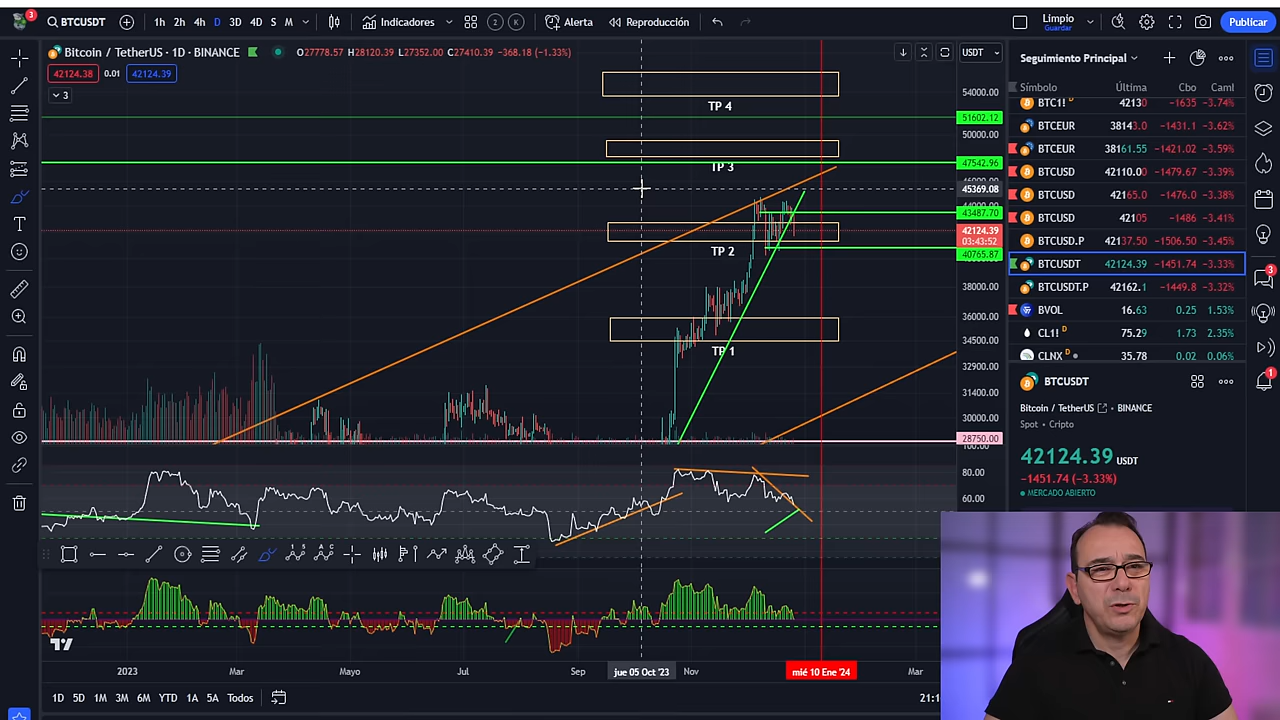 3
BTCUSDT
1h 2h 4h D 3D 4D S M
Indicadores
2 K
Alerta
Reproducción
Limpio
Guardar
Publicar
Bitcoin / TetherUS · 1D · BINANCE
O27778.57 H28120.39 L27352.00 C27410.39 -368.18 (-1.33%)
42124.38 0.01 42124.39
3
USDT
TP 4
TP 3
TP 2
TP 1
54000.00
51602.12
50000.00
47542.96
45369.08
43487.70
42124.39
03:43:52
40765.87
38000.00
36000.00
34500.00
32900.00
31400.00
30000.00
28750.00
80.00
60.00
2023 Mar Mayo Jul Sep jue 05 Oct '23 Nov mié 10 Ene '24 Mar
1D 5D 1M 3M 6M YTD 1A 5A Todos
21:1
Seguimiento Principal
Símbolo Última Cbo Caml
BTC1! D 42130 -1635 -3.74%
BTCEUR 38143.0 -1431.1 -3.62%
BTCEUR 38161.55 -1421.02 -3.59%
BTCUSD 42110.00 -1479.67 -3.39%
BTCUSD 42165.0 -1476.0 -3.38%
BTCUSD 42105 -1486 -3.41%
BTCUSD.P 42137.50 -1506.50 -3.45%
BTCUSDT 42124.39 -1451.74 -3.33%
BTCUSDT.P 42162.1 -1449.8 -3.32%
BVOL 16.63 0.25 1.53%
CL1! D 75.29 1.73 2.35%
CLNX D 35.78 0.02 0.06%
BTCUSDT
Bitcoin / TetherUS · BINANCE
Spot · Cripto
42124.39 USDT
-1451.74 (-3.33%)
MERCADO ABIERTO
3
1